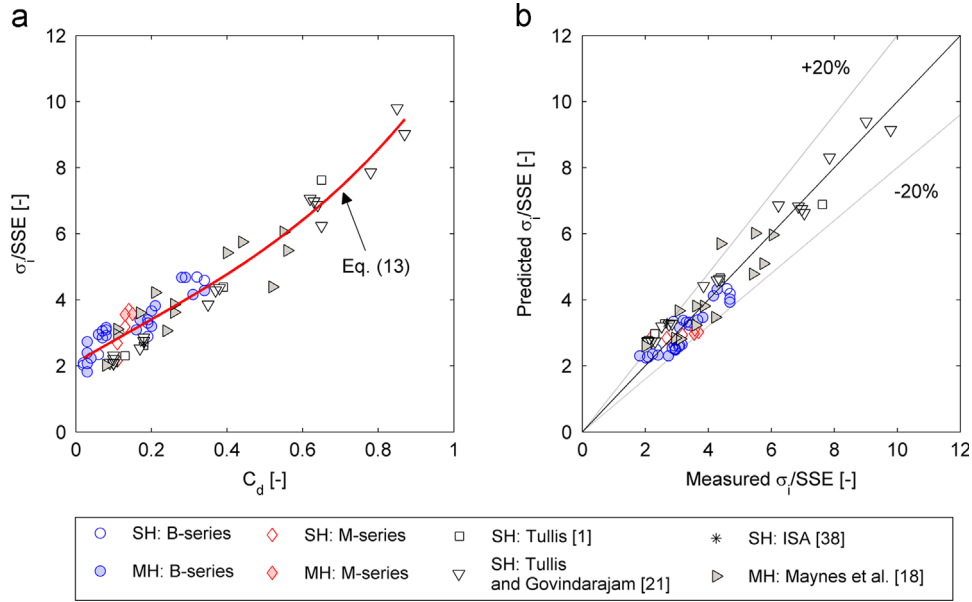 a
12
10
8
6
4
2
0
0 0.2 0.4 0.6 0.8 1
σi/SSE [-]
Cd [-]
Eq. (13)
b
12
10
8
6
4
2
0
0 2 4 6 8 10 12
Predicted σi/SSE [-]
Measured σi/SSE [-]
+20%
-20%
SH: B-series
MH: B-series
SH: M-series
MH: M-series
SH: Tullis [1]
SH: Tullis
and Govindarajam [21]
SH: ISA [38]
MH: Maynes et al. [18]